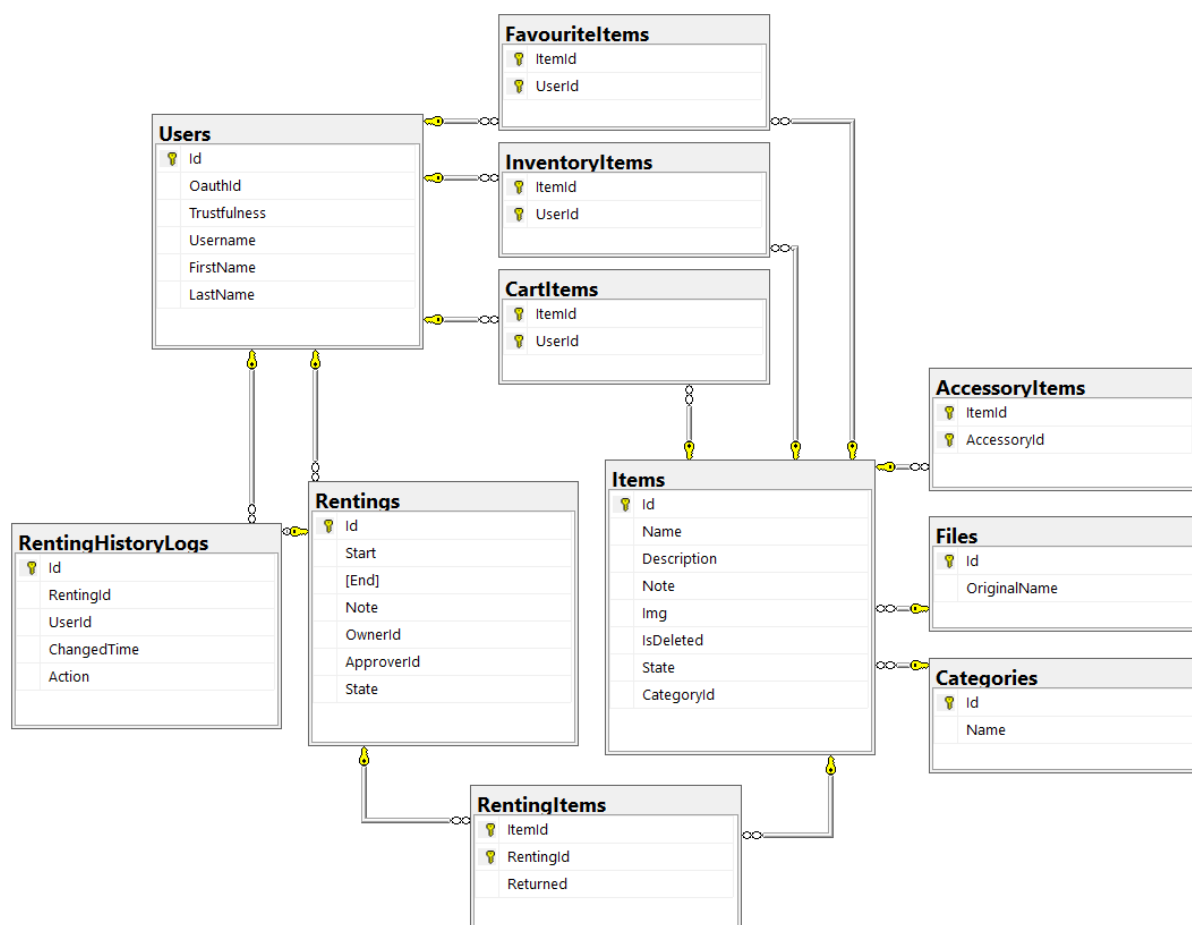 FavouriteItems
ItemId
UserId
Users
Id
OauthId
Trustfulness
Username
FirstName
LastName
InventoryItems
ItemId
UserId
CartItems
ItemId
UserId
AccessoryItems
ItemId
AccessoryId
Rentings
Id
Start
[End]
Note
OwnerId
ApproverId
State
Items
Id
Name
Description
Note
Img
IsDeleted
State
CategoryId
RentingHistoryLogs
Id
RentingId
UserId
ChangedTime
Action
Files
Id
OriginalName
Categories
Id
Name
RentingItems
ItemId
RentingId
Returned